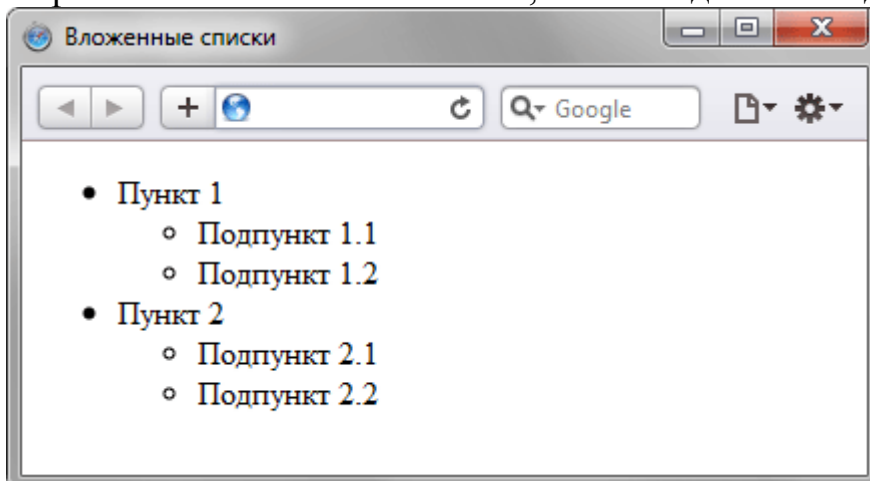 Вложенные списки
Google
Пункт 1
Подпункт 1.1
Подпункт 1.2
Пункт 2
Подпункт 2.1
Подпункт 2.2